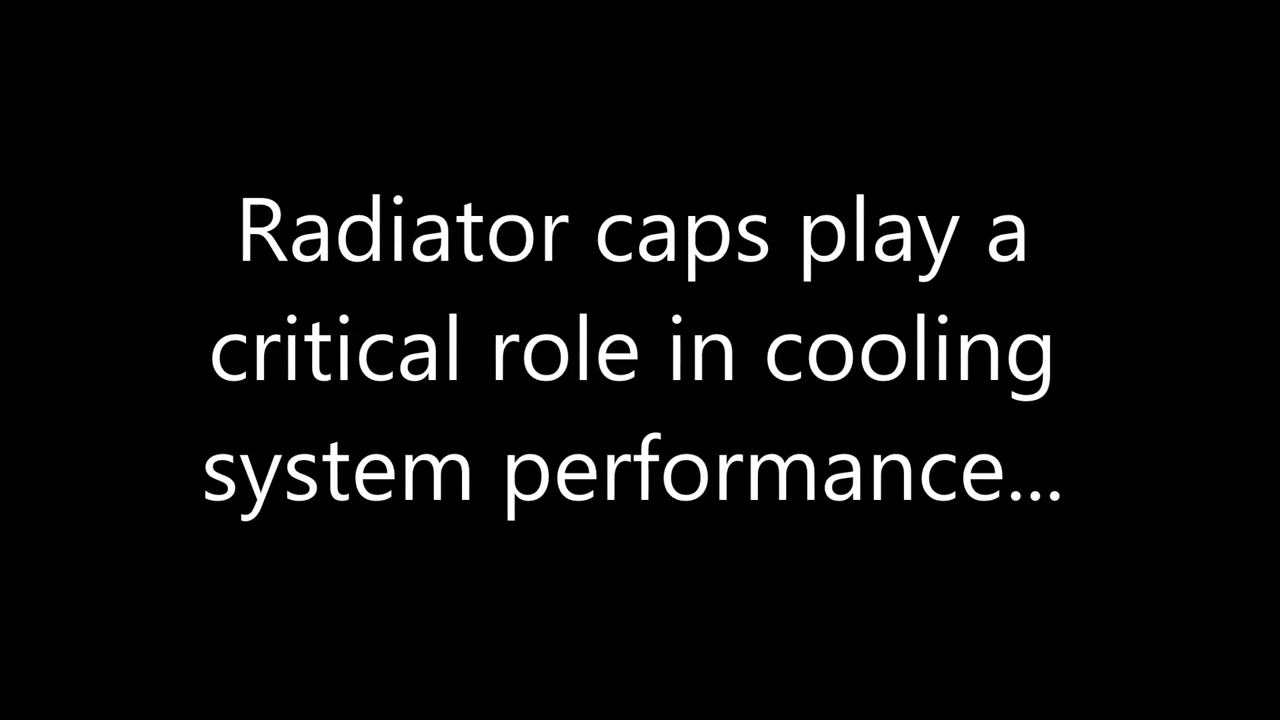 Radiator caps play a
critical role in cooling
system performance...